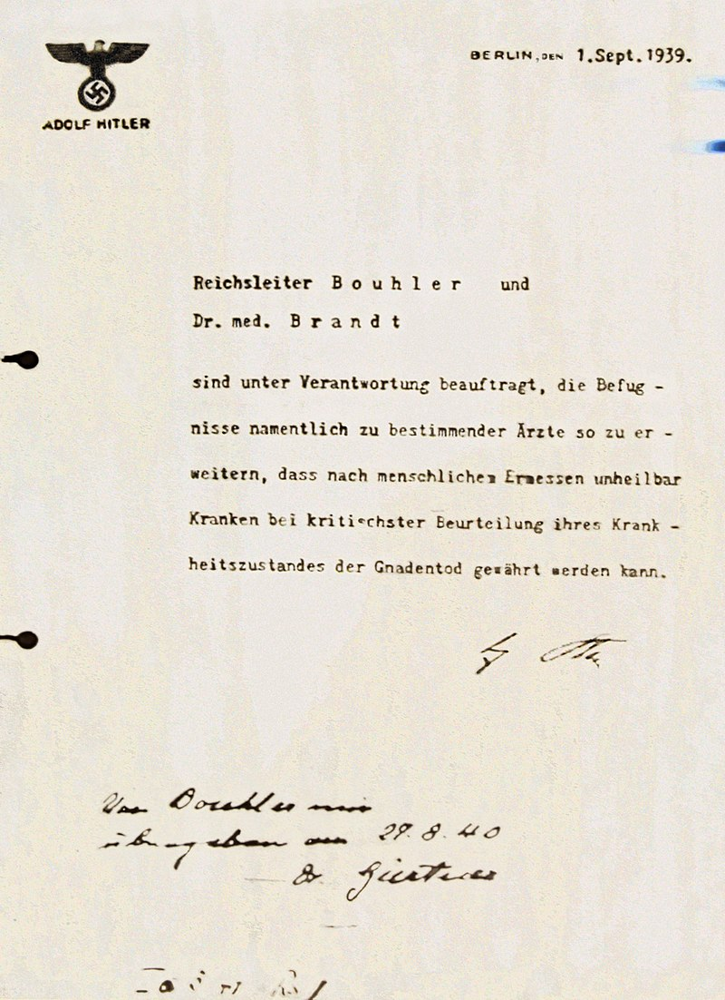 ADOLF HITLER
BERLIN, DEN 1.Sept.1939.
Reichsleiter Bouhler und
Dr. med. Brandt
sind unter Verantwortung beauftragt, die Befug -
nisse namentlich zu bestimmender Ärzte so zu er -
weitern, dass nach menschlichem Ermessen unheilbar
Kranken bei kritischster Beurteilung ihres Krank -
heitszustandes der Gnadentod gewährt werden kann.
Von Bouhler mir
übergeben am 27.8.40
Dr. Gürtner